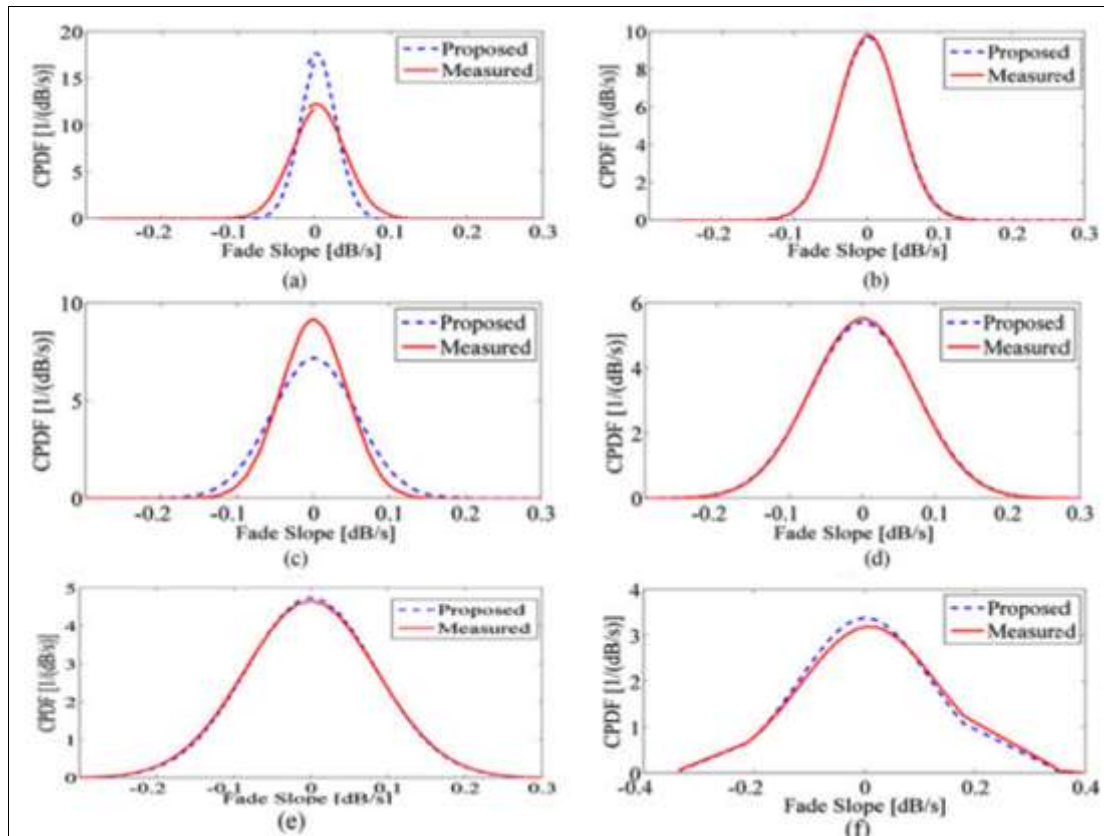 20
15
10
5
0
CPDF [1/(dB/s)]
Proposed
Measured
-0.2 -0.1 0 0.1 0.2 0.3
Fade Slope [dB/s]
(a)
10
8
6
4
2
0
CPDF [1/(dB/s)]
Proposed
Measured
-0.2 -0.1 0 0.1 0.2 0.3
Fade Slope [dB/s]
(b)
10
5
0
CPDF [1/(dB/s)]
Proposed
Measured
-0.2 -0.1 0 0.1 0.2 0.3
Fade Slope [dB/s]
(c)
6
4
2
0
CPDF [1/(dB/s)]
Proposed
Measured
-0.2 -0.1 0 0.1 0.2 0.3
Fade Slope [dB/s]
(d)
5
4
3
2
1
0
CPDF [1/(dB/s)]
Proposed
Measured
-0.2 -0.1 0 0.1 0.2 0.3
Fade Slope [dB/s]
(e)
4
3
2
1
0
CPDF [1/(dB/s)]
Proposed
Measured
-0.4 -0.2 0 0.2 0.4
Fade Slope [dB/s]
(f)